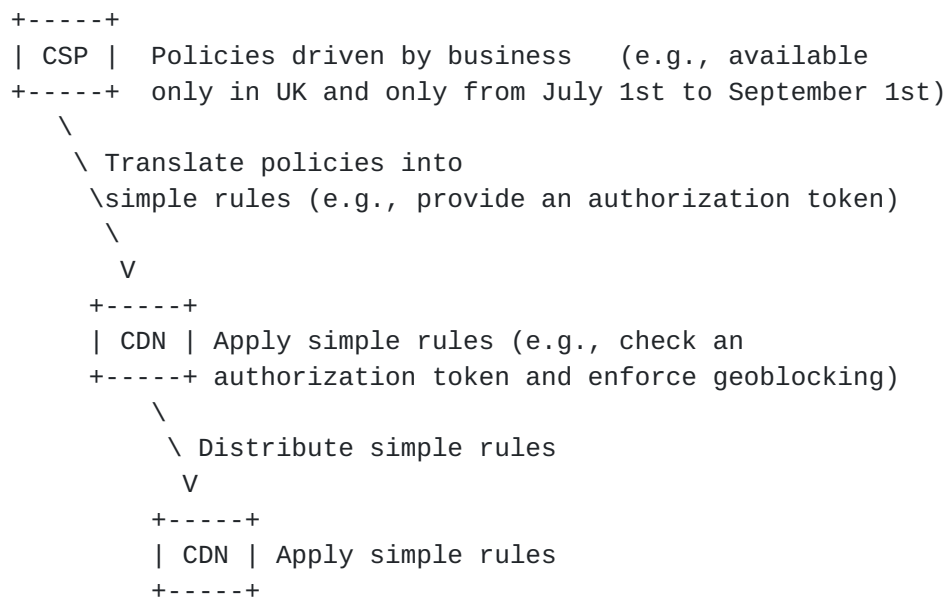 +-----+
| CSP |  Policies driven by business   (e.g., available
+-----+  only in UK and only from July 1st to September 1st)
   \
    \ Translate policies into
     \simple rules (e.g., provide an authorization token)
      \
       V
     +-----+
     | CDN | Apply simple rules (e.g., check an
     +-----+ authorization token and enforce geoblocking)
         \
          \ Distribute simple rules
           V
         +-----+
         | CDN | Apply simple rules
         +-----+